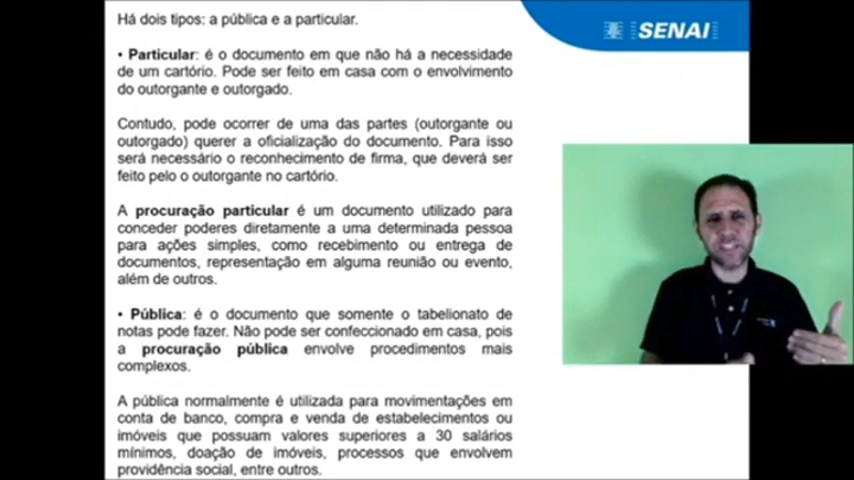 Há dois tipos: a pública e a particular.
• Particular: é o documento em que não há a necessidade
de um cartório. Pode ser feito em casa com o envolvimento
do outorgante e outorgado.
Contudo, pode ocorrer de uma das partes (outorgante ou
outorgado) querer a oficialização do documento. Para isso
será necessário o reconhecimento de firma, que deverá ser
feito pelo o outorgante no cartório.
A procuração particular é um documento utilizado para
conceder poderes diretamente a uma determinada pessoa
para ações simples, como recebimento ou entrega de
documentos, representação em alguma reunião ou evento,
além de outros.
• Pública: é o documento que somente o tabelionato de
notas pode fazer. Não pode ser confeccionado em casa, pois
a procuração pública envolve procedimentos mais
complexos.
A pública normalmente é utilizada para movimentações em
conta de banco, compra e venda de estabelecimentos ou
imóveis que possuam valores superiores a 30 salários
mínimos, doação de imóveis, processos que envolvem
providência social, entre outros.
SENAI